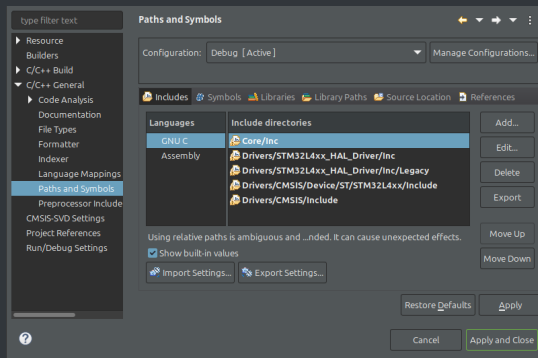 type filter text
Resource
Builders
C/C++ Build
C/C++ General
Code Analysis
Documentation
File Types
Formatter
Indexer
Language Mappings
Paths and Symbols
Preprocessor Include
CMSIS-SVD Settings
Project References
Run/Debug Settings
Paths and Symbols
Configuration: Debug [ Active ] Manage Configurations...
Includes Symbols Libraries Library Paths Source Location References
Languages Include directories
GNU C
Assembly
Core/Inc
Drivers/STM32L4xx_HAL_Driver/Inc
Drivers/STM32L4xx_HAL_Driver/Inc/Legacy
Drivers/CMSIS/Device/ST/STM32L4xx/Include
Drivers/CMSIS/Include
Add...
Edit...
Delete
Export
Move Up
Move Down
Using relative paths is ambiguous and ...nded. It can cause unexpected effects.
Show built-in values
Import Settings... Export Settings...
Restore Defaults Apply
Cancel Apply and Close